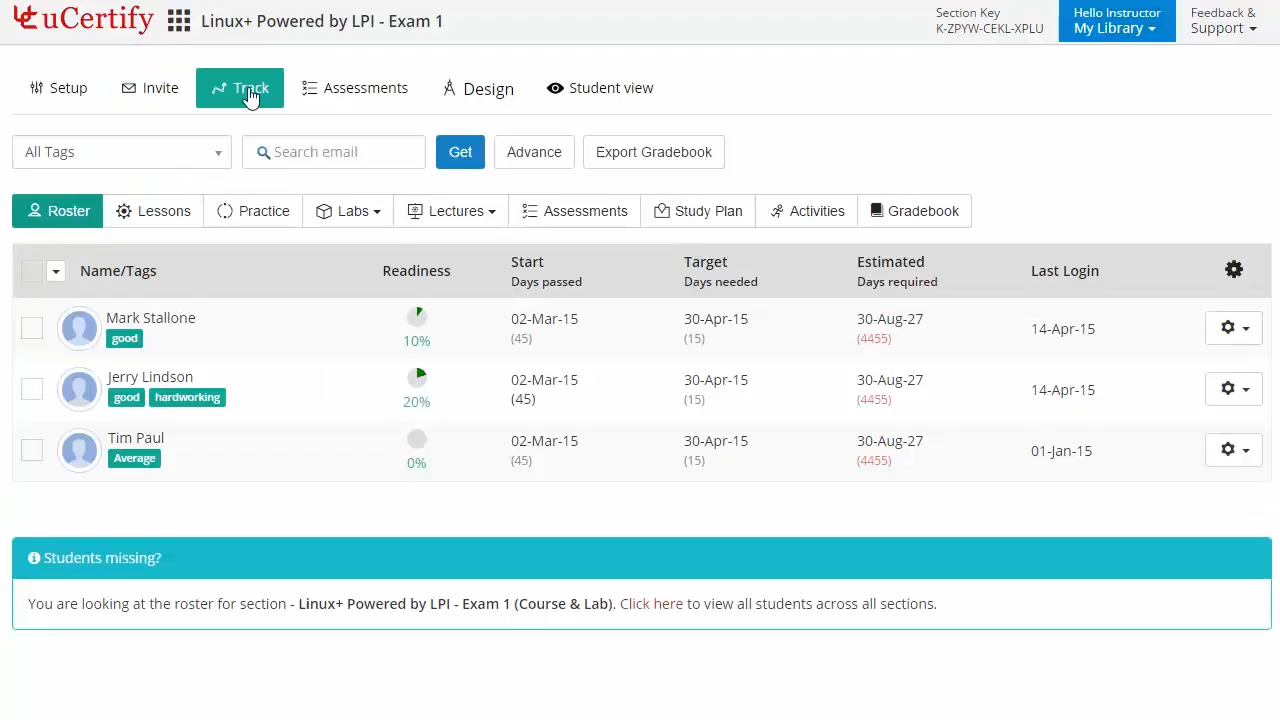 uCertify Linux+ Powered by LPI - Exam 1
Section Key
K-ZPYW-CEKL-XPLU
Hello Instructor
My Library
Feedback &
Support
Setup Invite Track Assessments Design Student view
All Tags Search email Get Advance Export Gradebook
Roster Lessons Practice Labs Lectures Assessments Study Plan Activities Gradebook
Name/Tags Readiness
Start
Days passed
Target
Days needed
Estimated
Days required
Last Login
Mark Stallone
good
10%
02-Mar-15
(45)
30-Apr-15
(15)
30-Aug-27
(4455)
14-Apr-15
Jerry Lindson
good hardworking
20%
02-Mar-15
(45)
30-Apr-15
(15)
30-Aug-27
(4455)
14-Apr-15
Tim Paul
Average
0%
02-Mar-15
(45)
30-Apr-15
(15)
30-Aug-27
(4455)
01-Jan-15
Students missing?
You are looking at the roster for section - Linux+ Powered by LPI - Exam 1 (Course & Lab). Click here to view all students across all sections.